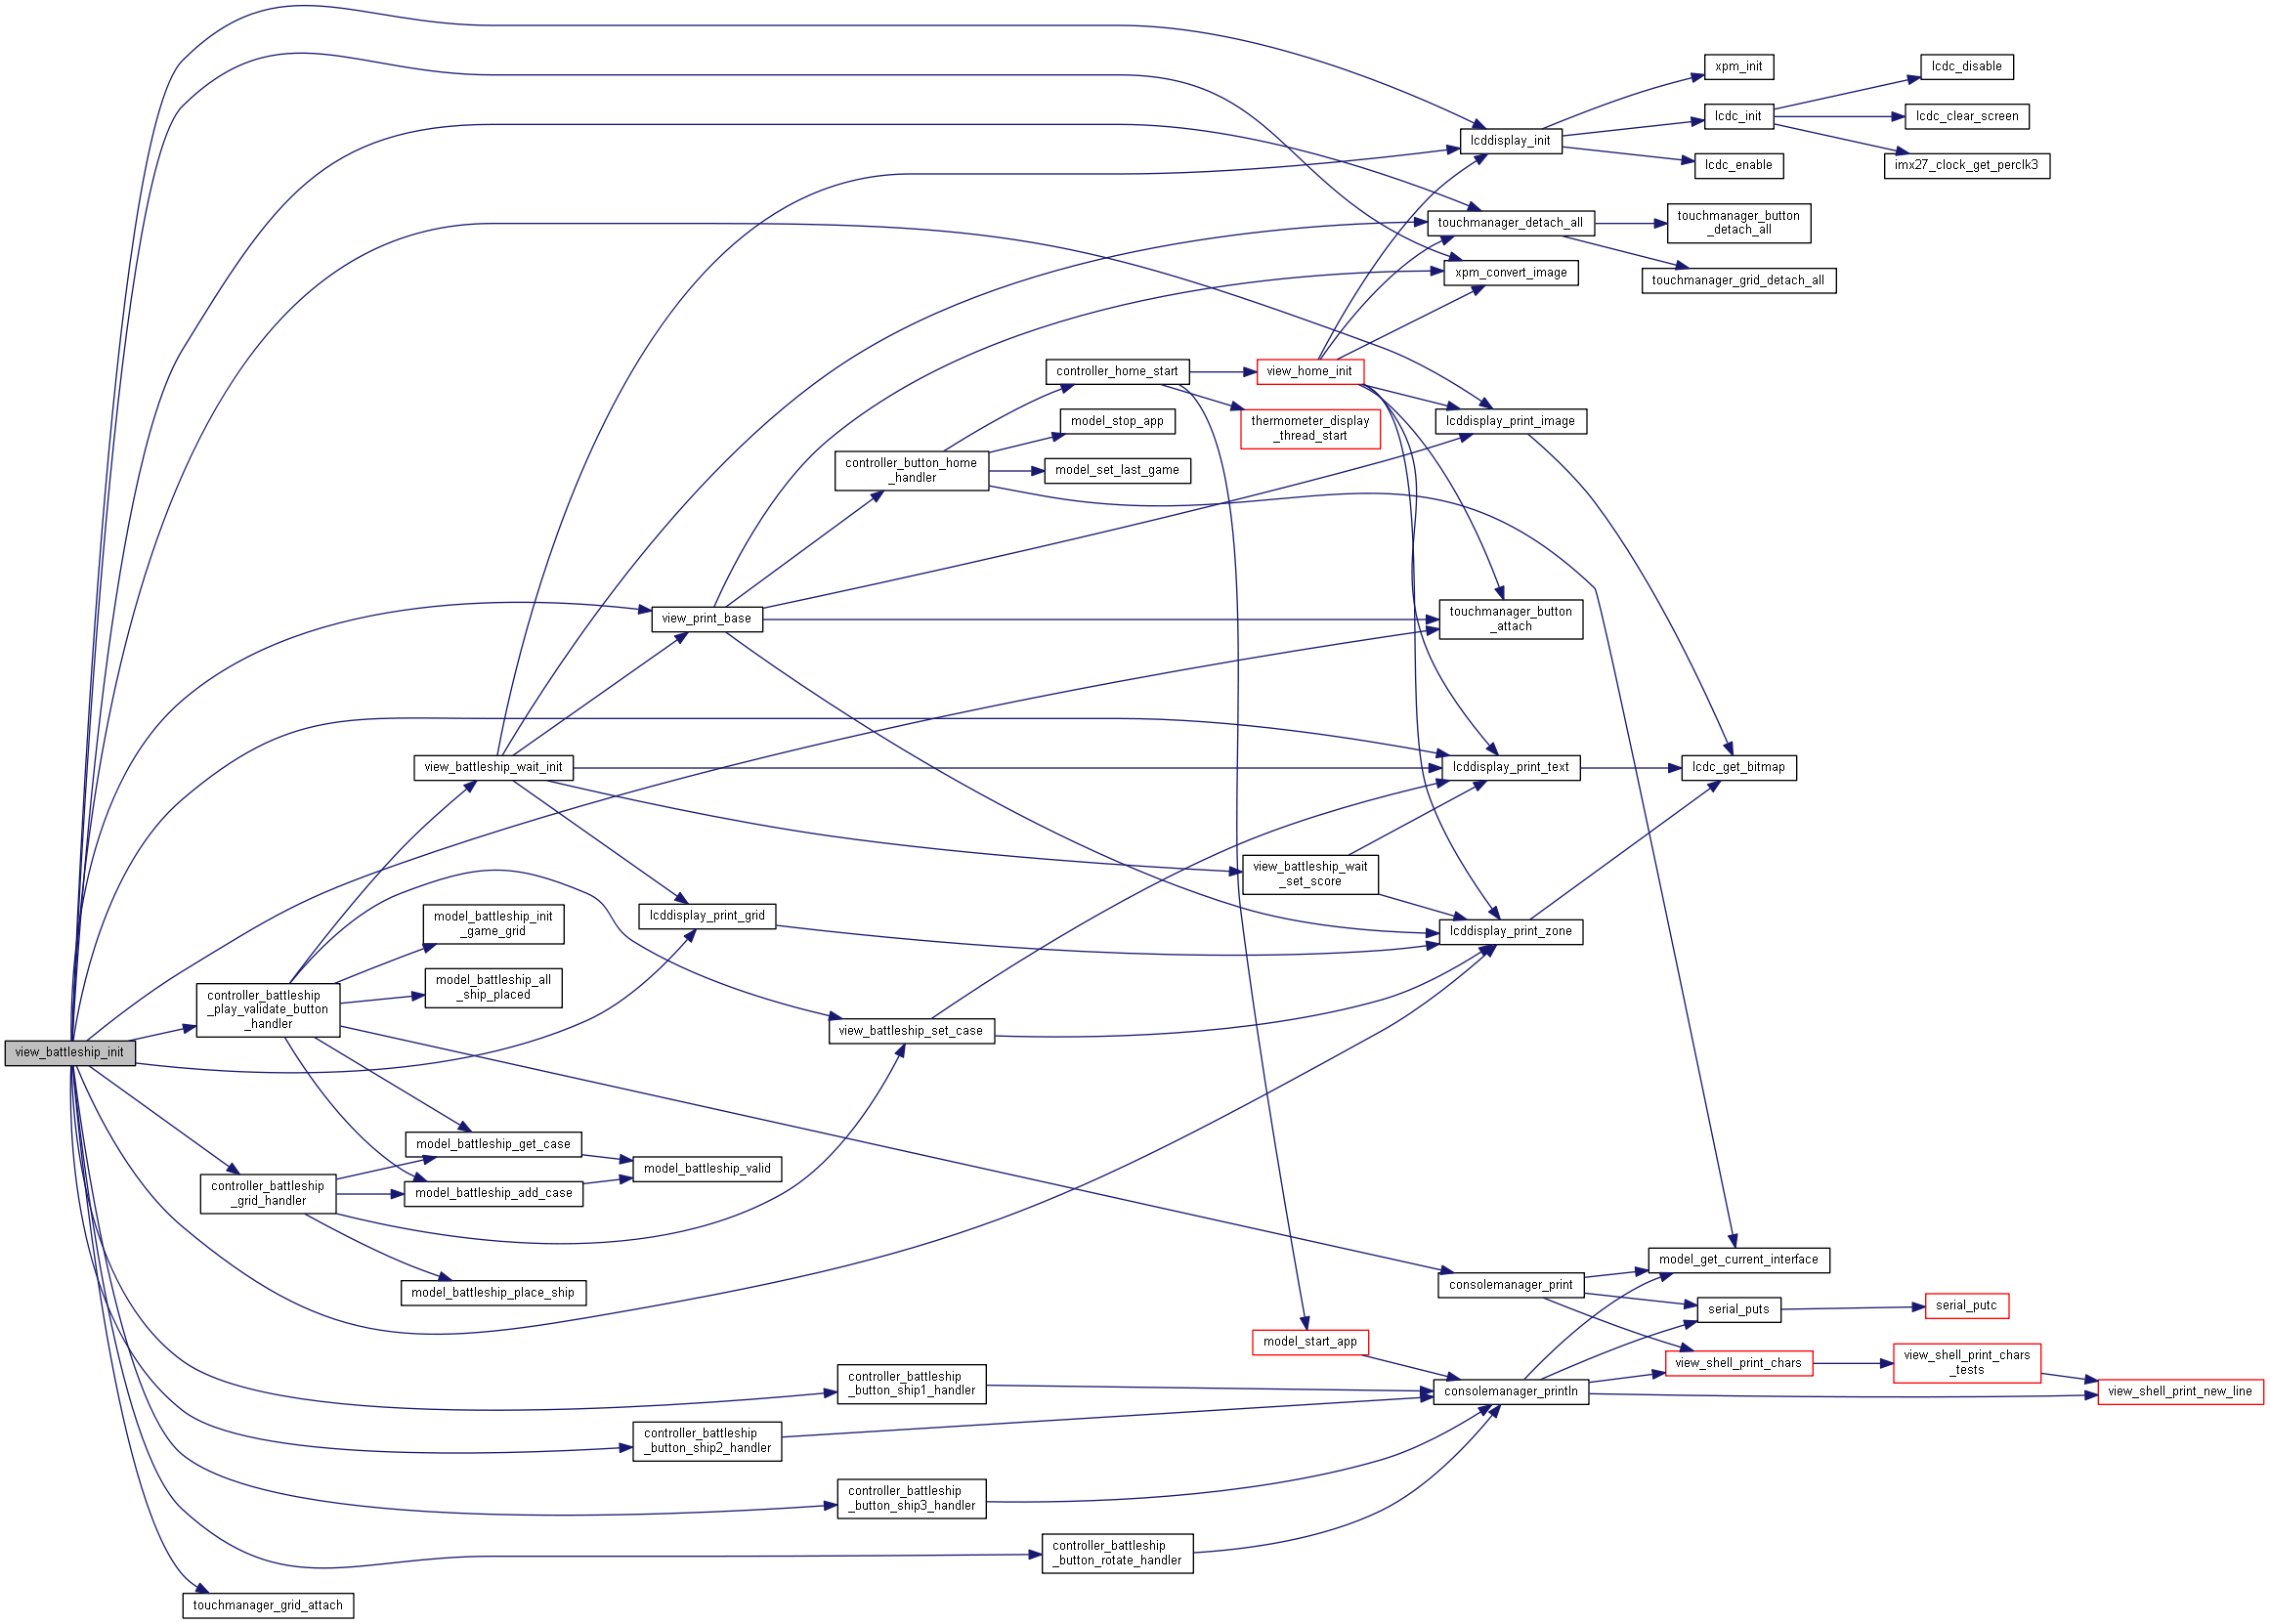 xpm_init
lcdc_disable
lcdc_init
lcdc_clear_screen
lcddisplay_init
lcdc_enable
imx27_clock_get_perclk3
touchmanager_detach_all
touchmanager_button
_detach_all
xpm_convert_image
touchmanager_grid_detach_all
controller_home_start
view_home_init
model_stop_app
thermometer_display
_thread_start
lcddisplay_print_image
controller_button_home
_handler
model_set_last_game
view_print_base
touchmanager_button
_attach
view_battleship_wait_init
lcddisplay_print_text
lcdc_get_bitmap
view_battleship_wait
_set_score
model_battleship_init
_game_grid
lcddisplay_print_grid
lcddisplay_print_zone
model_battleship_all
_ship_placed
controller_battleship
_play_validate_button
_handler
view_battleship_set_case
view_battleship_init
model_battleship_get_case
model_battleship_valid
controller_battleship
_grid_handler
model_battleship_add_case
model_battleship_place_ship
model_get_current_interface
consolemanager_print
serial_puts
serial_putc
model_start_app
view_shell_print_chars
view_shell_print_chars
_tests
controller_battleship
_button_ship1_handler
consolemanager_println
view_shell_print_new_line
controller_battleship
_button_ship2_handler
controller_battleship
_button_ship3_handler
controller_battleship
_button_rotate_handler
touchmanager_grid_attach